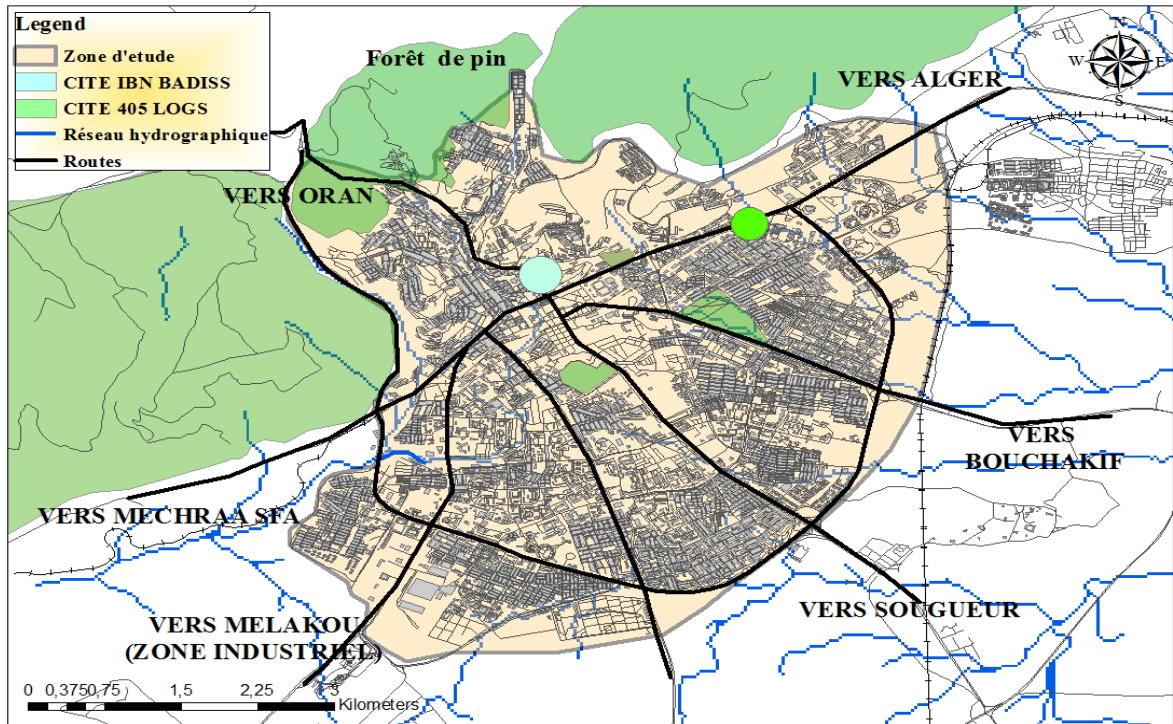 Legend
Zone d'etude
CITE IBN BADISS
CITE 405 LOGS
Réseau hydrographique
Routes
Forêt de pin
N
W E
S
VERS ALGER
VERS ORAN
VERS BOUCHAKIF
VERS MECHRAA SFA
VERS SOUGUEUR
VERS MELAKOU
(ZONE INDUSTRIEL)
0 0,375 0,75 1,5 2,25 3
Kilometers